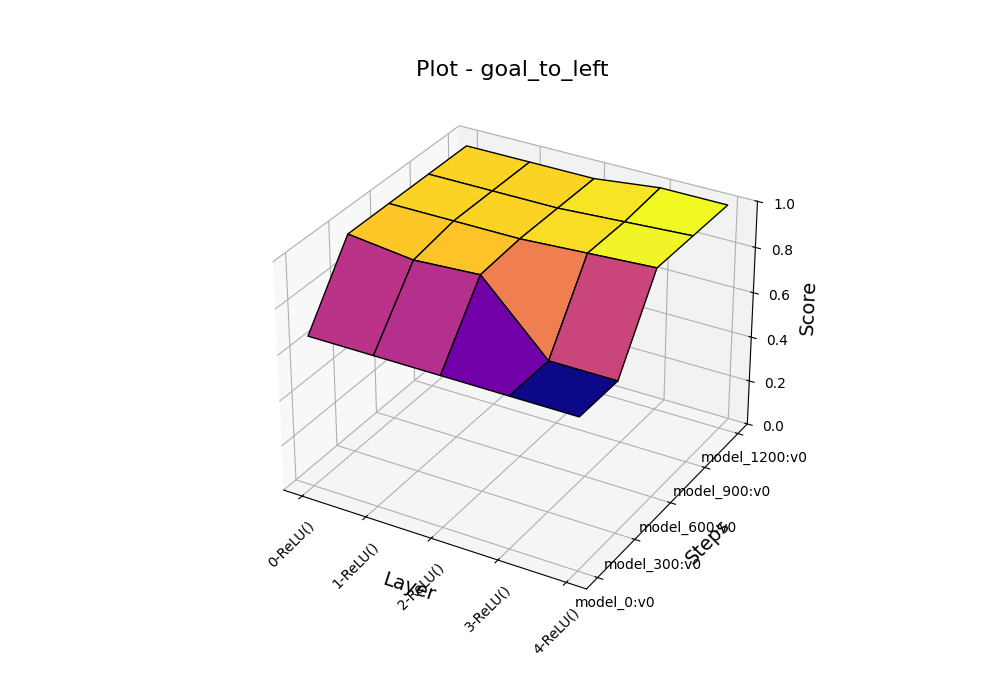 Plot - goal_to_left
1.0
0.8
0.6
0.4
0.2
0.0
Score
model_1200:v0
model_900:v0
model_600:v0
model_300:v0
model_0:v0
Steps
0-ReLU()
1-ReLU()
2-ReLU()
3-ReLU()
4-ReLU()
Layer